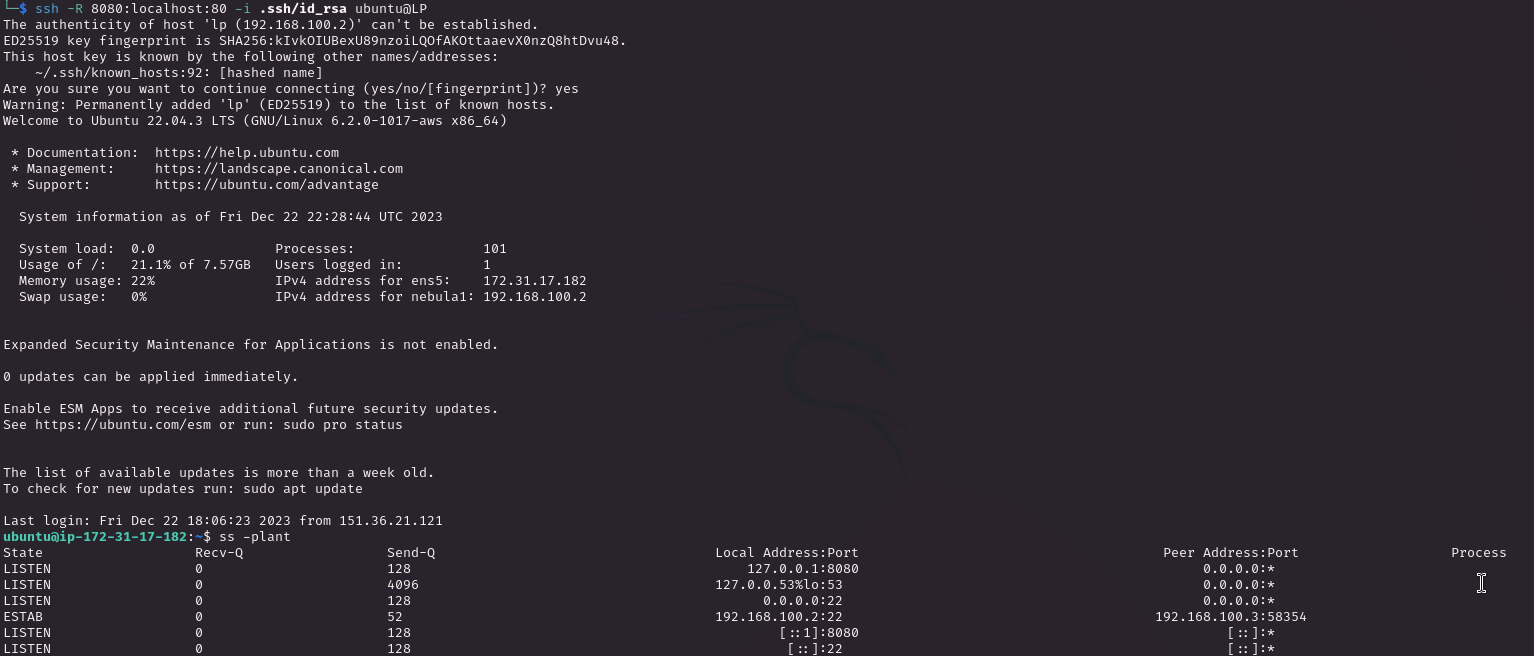 └─$ ssh -R 8080:localhost:80 -i .ssh/id_rsa ubuntu@LP
The authenticity of host 'lp (192.168.100.2)' can't be established.
ED25519 key fingerprint is SHA256:kIvkOIUBexU89nzoiLQOfAKOttaaevX0nzQ8htDvu48.
This host key is known by the following other names/addresses:
    ~/.ssh/known_hosts:92: [hashed name]
Are you sure you want to continue connecting (yes/no/[fingerprint])? yes
Warning: Permanently added 'lp' (ED25519) to the list of known hosts.
Welcome to Ubuntu 22.04.3 LTS (GNU/Linux 6.2.0-1017-aws x86_64)

 * Documentation:  https://help.ubuntu.com
 * Management:     https://landscape.canonical.com
 * Support:        https://ubuntu.com/advantage

  System information as of Fri Dec 22 22:28:44 UTC 2023

  System load:  0.0               Processes:             101
  Usage of /:   21.1% of 7.57GB   Users logged in:       1
  Memory usage: 22%               IPv4 address for ens5:    172.31.17.182
  Swap usage:   0%                IPv4 address for nebula1: 192.168.100.2

Expanded Security Maintenance for Applications is not enabled.

0 updates can be applied immediately.

Enable ESM Apps to receive additional future security updates.
See https://ubuntu.com/esm or run: sudo pro status

The list of available updates is more than a week old.
To check for new updates run: sudo apt update

Last login: Fri Dec 22 18:06:23 2023 from 151.36.21.121
ubuntu@ip-172-31-17-182:~$ ss -plant
State Recv-Q Send-Q Local Address:Port Peer Address:Port Process
LISTEN 0 128 127.0.0.1:8080 0.0.0.0:*
LISTEN 0 4096 127.0.0.53%lo:53 0.0.0.0:*
LISTEN 0 128 0.0.0.0:22 0.0.0.0:*
ESTAB 0 52 192.168.100.2:22 192.168.100.3:58354
LISTEN 0 128 [::1]:8080 [::]:*
LISTEN 0 128 [::]:22 [::]:*